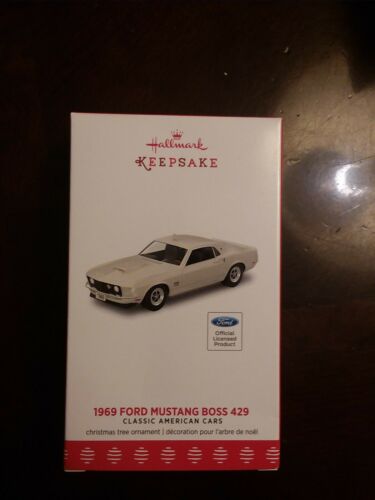 Hallmark
KEEPSAKE
Ford
Official
Licensed
Product
1969 FORD MUSTANG BOSS 429
CLASSIC AMERICAN CARS
christmas tree ornament | décoration pour l'arbre de noël